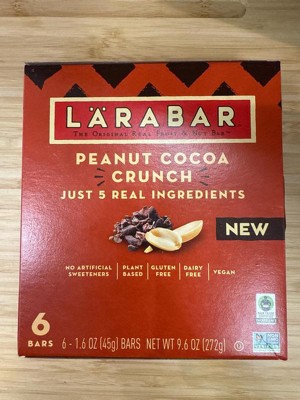 LÄRABAR
THE ORIGINAL REAL FRUIT & NUT BAR™
PEANUT COCOA
CRUNCH
JUST 5 REAL INGREDIENTS
NEW
NO ARTIFICIAL SWEETENERS | PLANT BASED | GLUTEN FREE | DAIRY FREE | VEGAN
6
BARS
6 - 1.6 OZ (45g) BARS NET WT 9.6 OZ (272g)